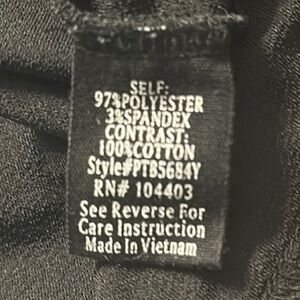 SELF:
97%POLYESTER
3%SPANDEX
CONTRAST:
100%COTTON
Style#PTB5684Y
RN# 104403
See Reverse For
Care Instruction
Made In Vietnam